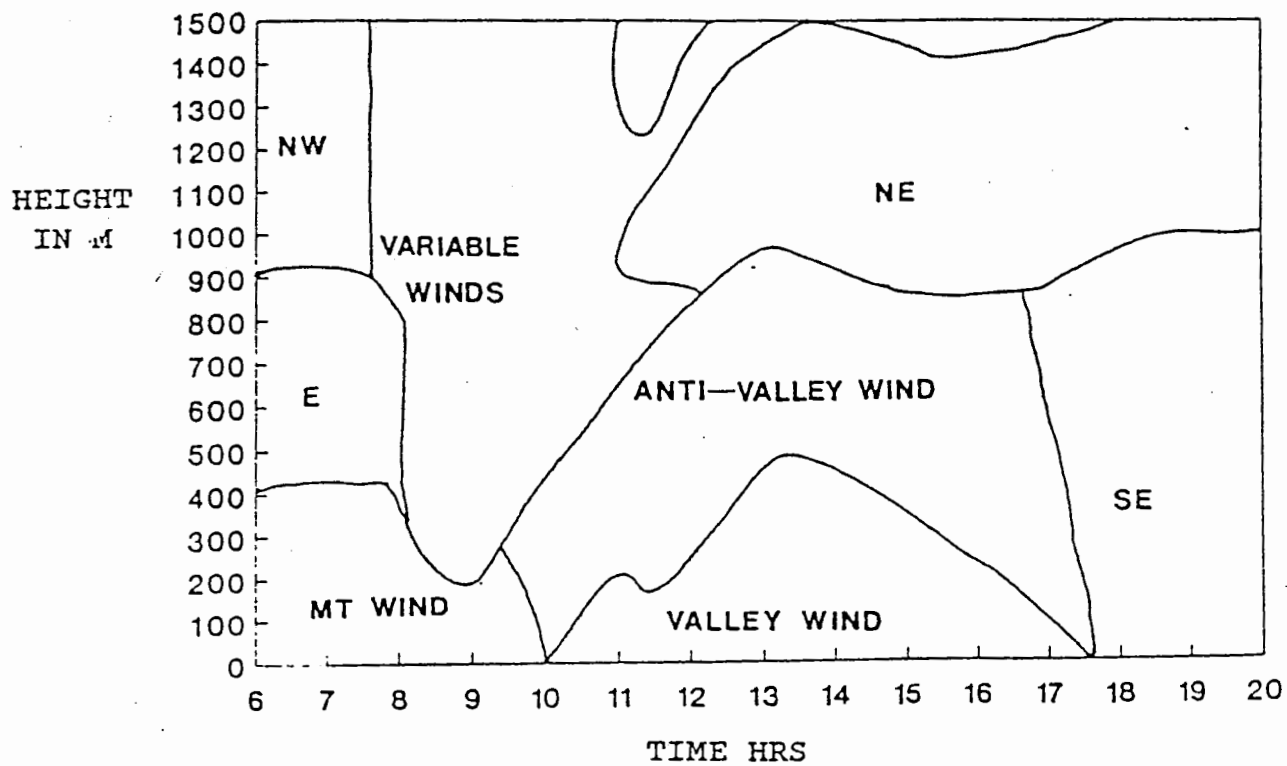 1500
1400
1300
1200
1100
1000
900
800
700
600
500
400
300
200
100
0
HEIGHT
IN M
NW
VARIABLE
WINDS
NE
E
ANTI—VALLEY WIND
SE
MT WIND
VALLEY WIND
6 7 8 9 10 11 12 13 14 15 16 17 18 19 20
TIME HRS